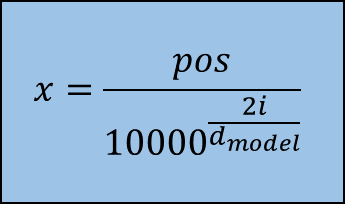 x = pos / 10000^(2i / d_model)